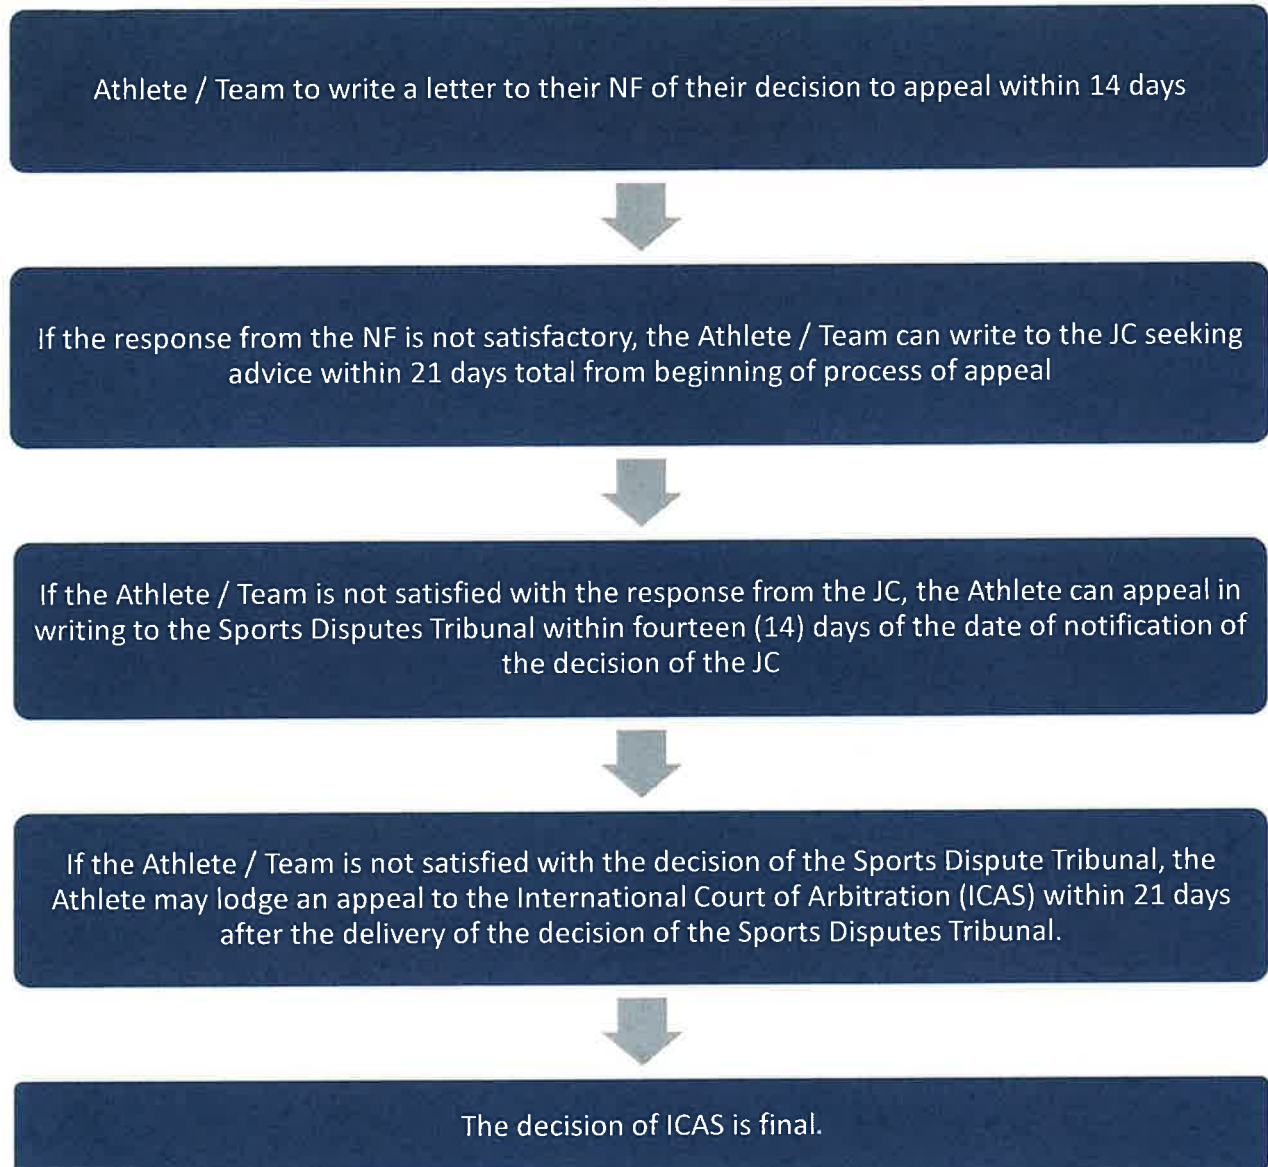 Athlete / Team to write a letter to their NF of their decision to appeal within 14 days
If the response from the NF is not satisfactory, the Athlete / Team can write to the JC seeking
advice within 21 days total from beginning of process of appeal
If the Athlete / Team is not satisfied with the response from the JC, the Athlete can appeal in
writing to the Sports Disputes Tribunal within fourteen (14) days of the date of notification of
the decision of the JC
If the Athlete / Team is not satisfied with the decision of the Sports Dispute Tribunal, the
Athlete may lodge an appeal to the International Court of Arbitration (ICAS) within 21 days
after the delivery of the decision of the Sports Disputes Tribunal.
The decision of ICAS is final.